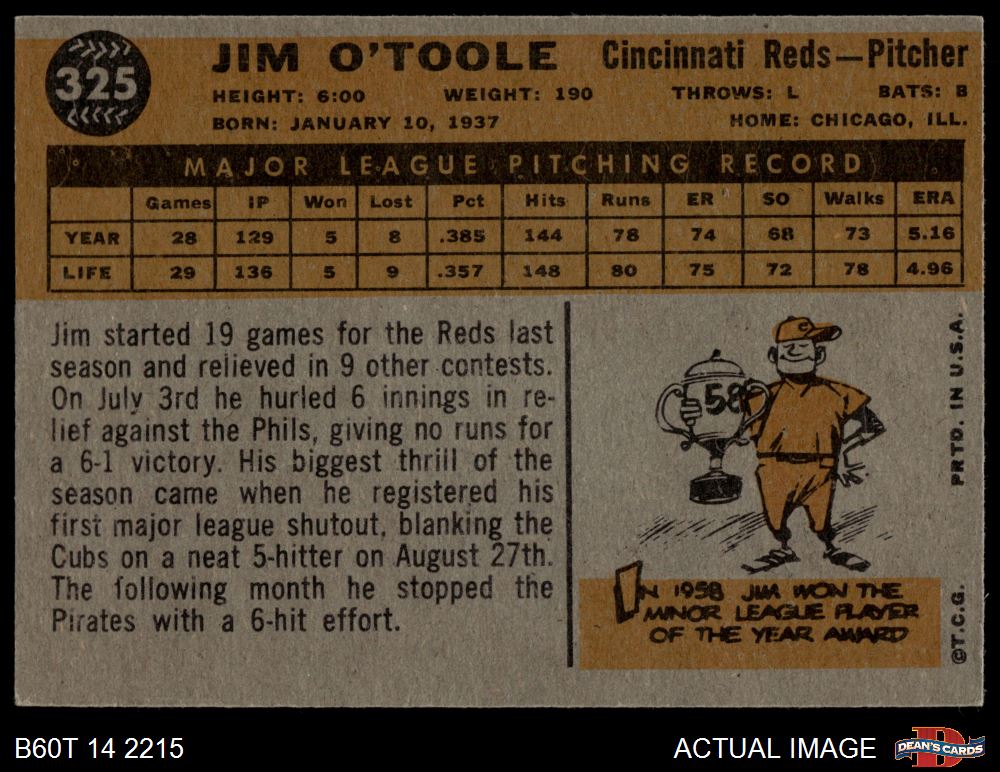 325
JIM O'TOOLE Cincinnati Reds—Pitcher
HEIGHT: 6:00 WEIGHT: 190 THROWS: L BATS: B
BORN: JANUARY 10, 1937 HOME: CHICAGO, ILL.
MAJOR LEAGUE PITCHING RECORD
Games IP Won Lost Pct Hits Runs ER SO Walks ERA
YEAR 28 129 5 8 .385 144 78 74 68 73 5.16
LIFE 29 136 5 9 .357 148 80 75 72 78 4.96
Jim started 19 games for the Reds last
season and relieved in 9 other contests.
On July 3rd he hurled 6 innings in re-
lief against the Phils, giving no runs for
a 6-1 victory. His biggest thrill of the
season came when he registered his
first major league shutout, blanking the
Cubs on a neat 5-hitter on August 27th.
The following month he stopped the
Pirates with a 6-hit effort.
C
58
IN 1958 JIM WON THE
MINOR LEAGUE PLAYER
OF THE YEAR AWARD
©T.C.G. PRTD. IN U.S.A.
B60T 14 2215
ACTUAL IMAGE
D
DEAN'S CARDS